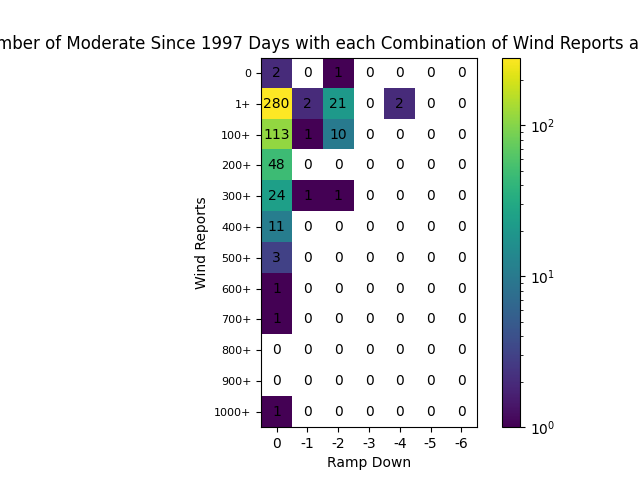 mber of Moderate Since 1997 Days with each Combination of Wind Reports a
0 2 0 1 0 0 0 0
1+ 280 2 21 0 2 0 0
100+ 113 1 10 0 0 0 0
200+ 48 0 0 0 0 0 0
300+ 24 1 1 0 0 0 0
400+ 11 0 0 0 0 0 0
500+ 3 0 0 0 0 0 0
600+ 1 0 0 0 0 0 0
700+ 1 0 0 0 0 0 0
800+ 0 0 0 0 0 0 0
900+ 0 0 0 0 0 0 0
1000+ 1 0 0 0 0 0 0
0 -1 -2 -3 -4 -5 -6
Ramp Down
Wind Reports
10²
10¹
10⁰